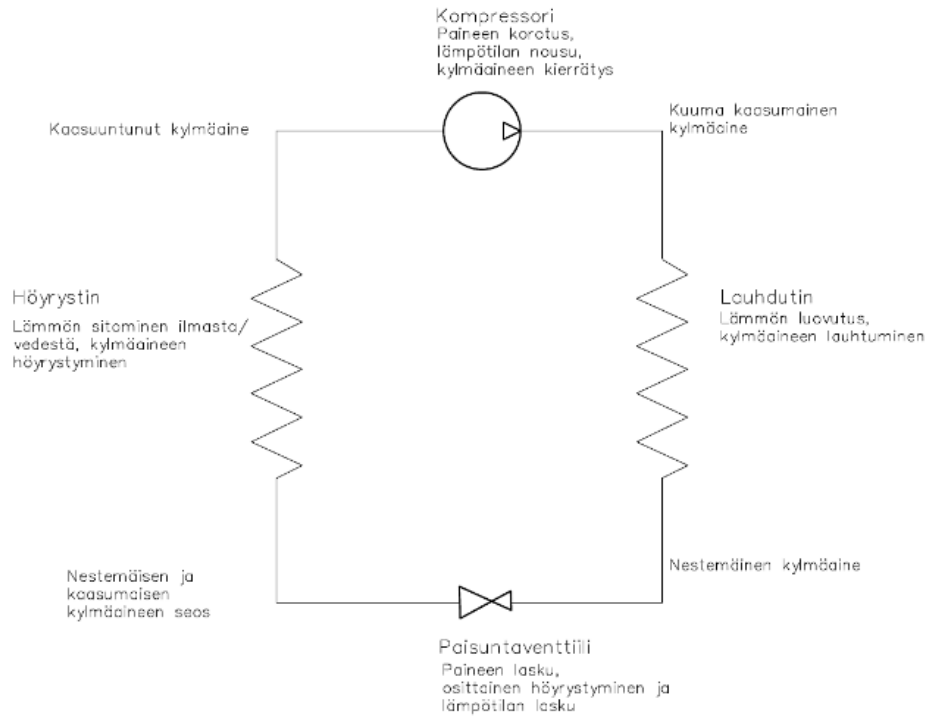 Kompressori
Paineen korotus,
lämpötilan nousu,
kylmäaineen kierrätys
Kaasuuntunut kylmäaine
Kuuma kaasumainen
kylmäaine
Höyrystin
Lämmön sitominen ilmasta/
vedestä, kylmäaineen
höyrystyminen
Lauhdutin
Lämmön luovutus,
kylmäaineen lauhtuminen
Nestemäisen ja
kaasumaisen
kylmäaineen seos
Nestemäinen kylmäaine
Paisuntaventtiili
Paineen lasku,
osittainen höyrystyminen ja
lämpötilan lasku